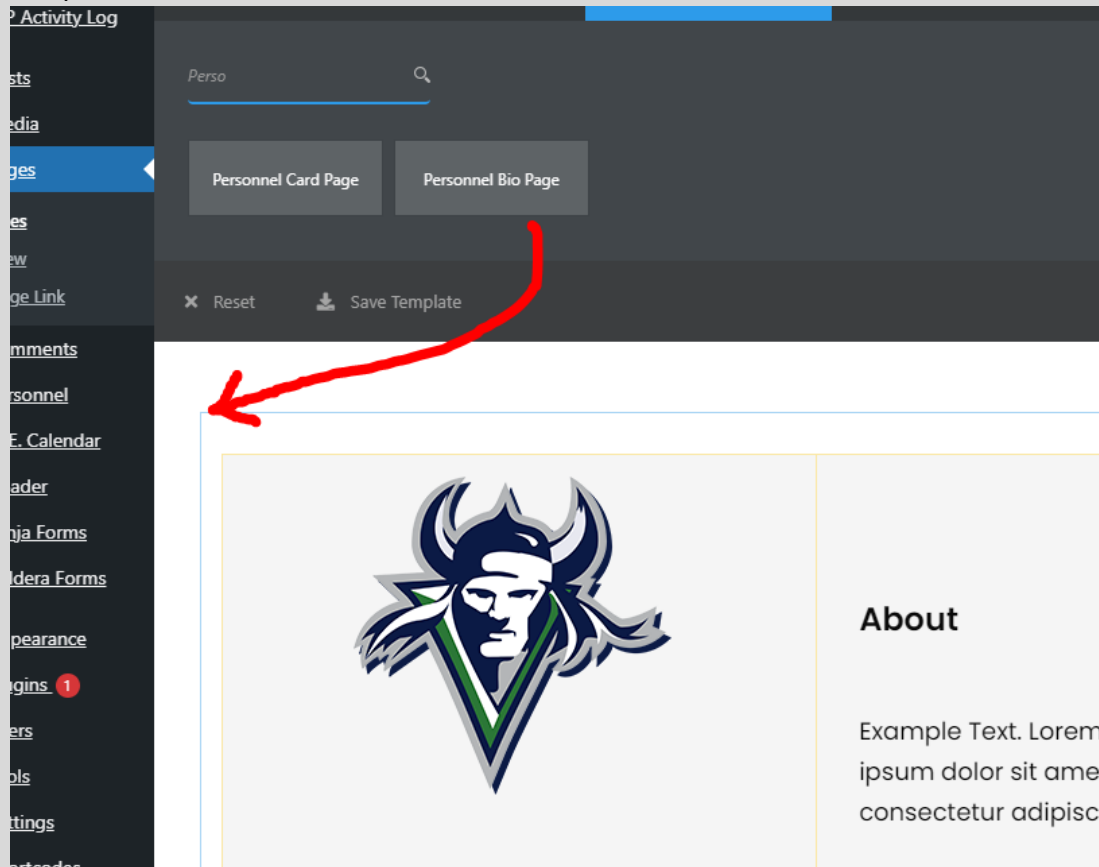 P Activity Log
sts
edia
ges
es
ew
ge Link
mments
rsonnel
E. Calendar
ader
nja Forms
ldera Forms
pearance
ugins 1
ers
ols
ttings
Perso
Personnel Card Page
Personnel Bio Page
Reset
Save Template
About
Example Text. Lorem
ipsum dolor sit ame
consectetur adipisc